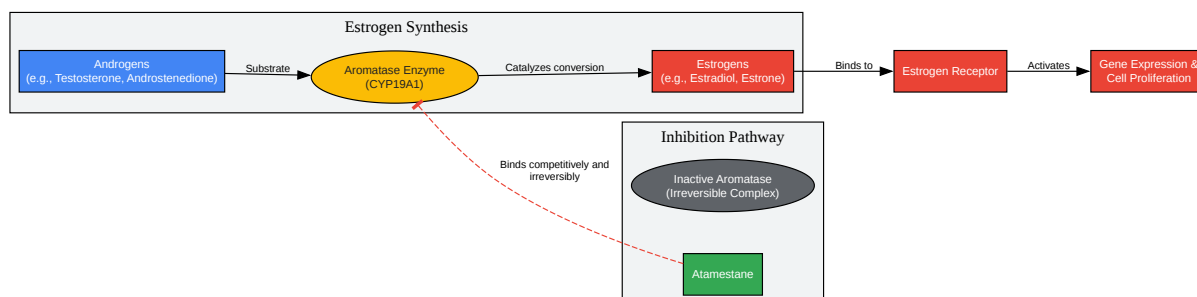 Estrogen Synthesis
Androgens
(e.g., Testosterone, Androstenedione)
Substrate
Aromatase Enzyme
(CYP19A1)
Catalyzes conversion
Estrogens
(e.g., Estradiol, Estrone)
Binds to
Estrogen Receptor
Activates
Gene Expression &
Cell Proliferation
Inhibition Pathway
Binds competitively and
irreversibly
Inactive Aromatase
(Irreversible Complex)
Atamestane